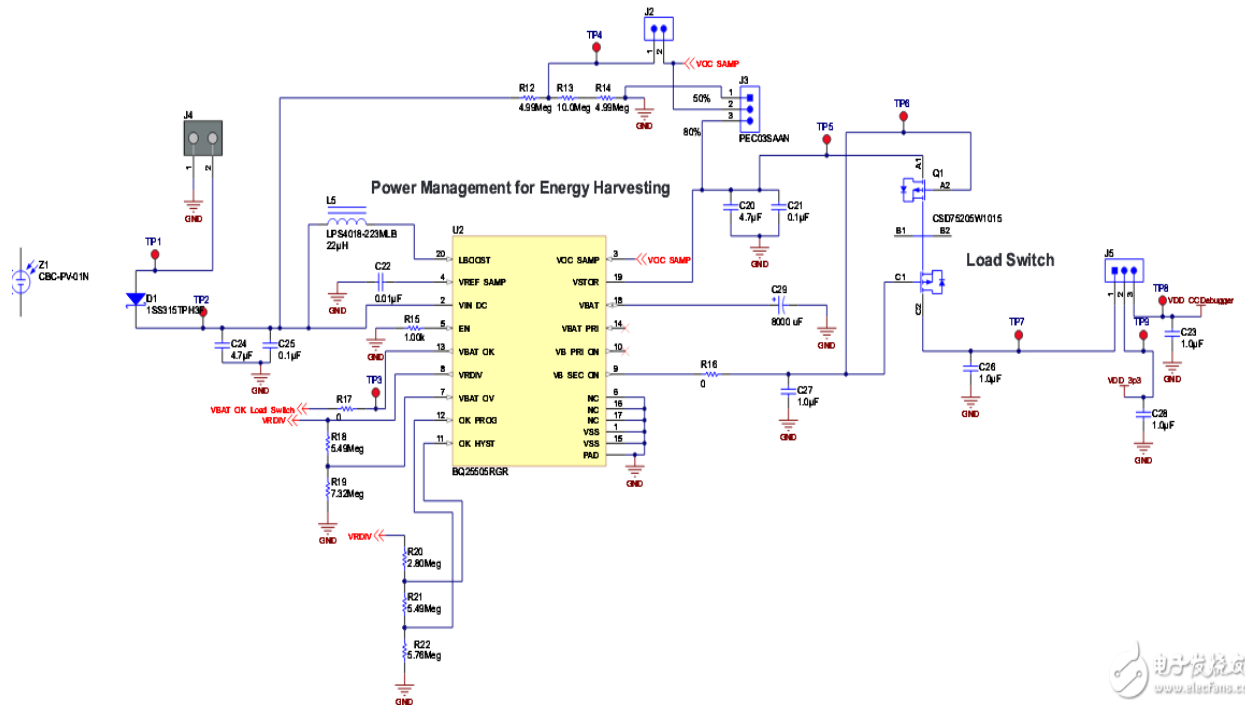 J2
1
2
TP4
VOC SAMP
R12
4.99Meg
R13
10.0Meg
R14
4.99Meg
GND
J3
50%
1
2
3
80%
PEC03SAAN
TP6
TP5
J4
1
2
GND
Power Management for Energy Harvesting
A1
Q1
A2
CSD75205W1015
B1
B2
C1
C2
Load Switch
C20
4.7µF
C21
0.1µF
GND
L5
LPS4018-223MLB
22µH
U2
20
LBOOST
4
VREF SAMP
2
VIN DC
5
EN
13
VBAT OK
8
VRDIV
7
VBAT OV
12
OK PROG
11
OK HYST
VOC SAMP
3
VOC SAMP
VSTOR
19
VBAT
18
VBAT PRI
14
VB PRI ON
10
VB SEC ON
9
NC
6
NC
16
NC
17
VSS
1
VSS
15
PAD
GND
BQ25505RGR
Z1
CBC-PV-01N
TP1
D1
1SS315TPH3F
TP2
C22
0.01µF
GND
R15
1.00k
GND
C24
4.7µF
C25
0.1µF
GND
C29
8000 uF
GND
R16
0
C27
1.0µF
GND
J5
1
2
3
TP8
VDD CCDebugger
C23
1.0µF
GND
TP7
TP9
C26
1.0µF
GND
VDD_3p3
C28
1.0µF
GND
TP3
R17
0
VBAT OK Load Switch
VRDIV
R18
5.49Meg
R19
7.32Meg
GND
VRDIV
R20
2.80Meg
R21
5.49Meg
R22
5.76Meg
GND
电子发烧友
www.elecfans.com